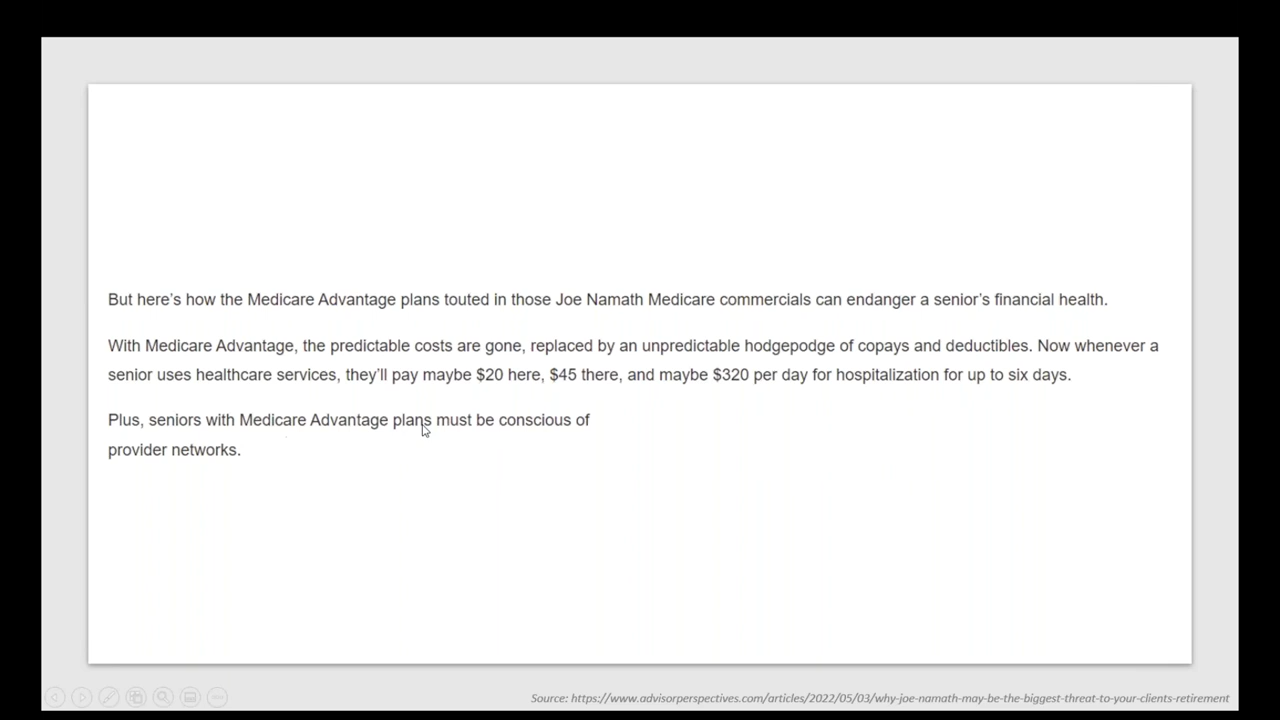 But here’s how the Medicare Advantage plans touted in those Joe Namath Medicare commercials can endanger a senior’s financial health.
With Medicare Advantage, the predictable costs are gone, replaced by an unpredictable hodgepodge of copays and deductibles. Now whenever a
senior uses healthcare services, they’ll pay maybe $20 here, $45 there, and maybe $320 per day for hospitalization for up to six days.
Plus, seniors with Medicare Advantage plans must be conscious of
provider networks.
Source: https://www.advisorperspectives.com/articles/2022/05/03/why-joe-namath-may-be-the-biggest-threat-to-your-clients-retirement